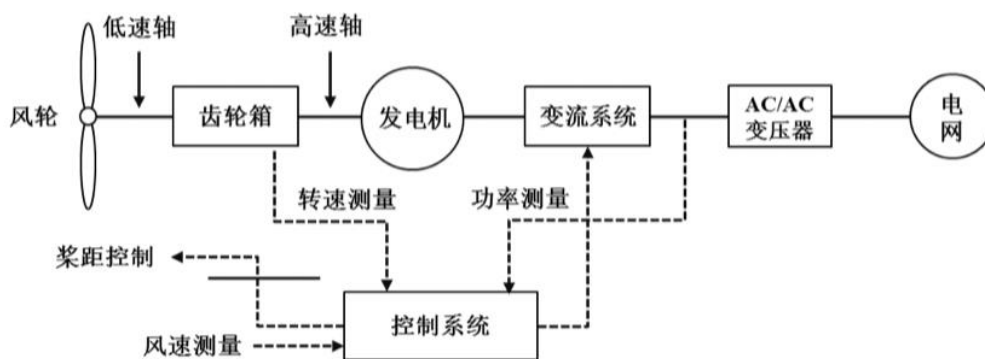 低速轴
高速轴
风轮
齿轮箱
发电机
变流系统
AC/AC
变压器
电
网
转速测量
功率测量
桨距控制
控制系统
风速测量